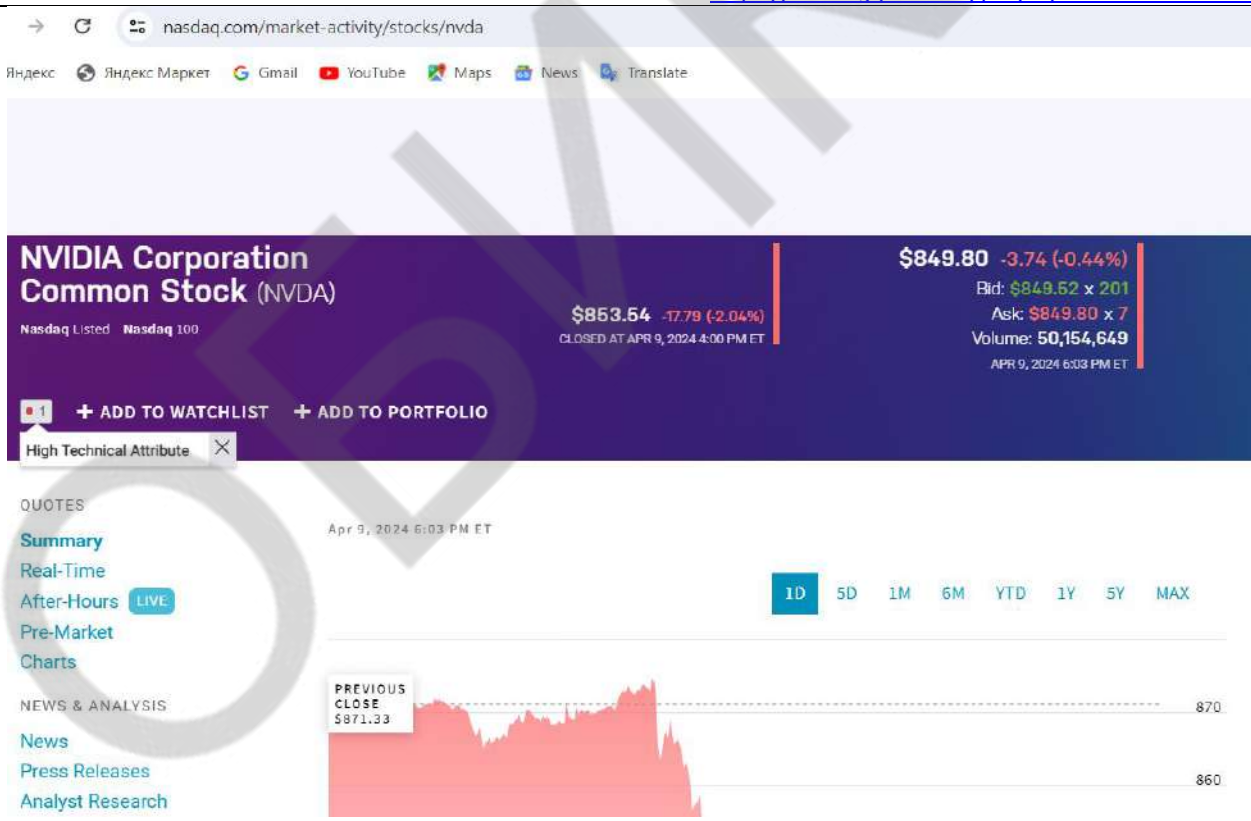 nasdaq.com/market-activity/stocks/nvda
Яндекс Яндекс Маркет Gmail YouTube Maps News Translate
NVIDIA Corporation
Common Stock (NVDA)
Nasdaq Listed Nasdaq 100
$853.54 -17.79 (-2.04%)
CLOSED AT APR 9, 2024 4:00 PM ET
$849.80 -3.74 (-0.44%)
Bid: $849.52 x 201
Ask: $849.80 x 7
Volume: 50,154,649
APR 9, 2024 6:03 PM ET
1 + ADD TO WATCHLIST + ADD TO PORTFOLIO
High Technical Attribute
QUOTES
Summary
Real-Time
After-Hours LIVE
Pre-Market
Charts
NEWS & ANALYSIS
News
Press Releases
Analyst Research
Apr 9, 2024 6:03 PM ET
1D 5D 1M 6M YTD 1Y 5Y MAX
PREVIOUS
CLOSE
$871.33
870
860